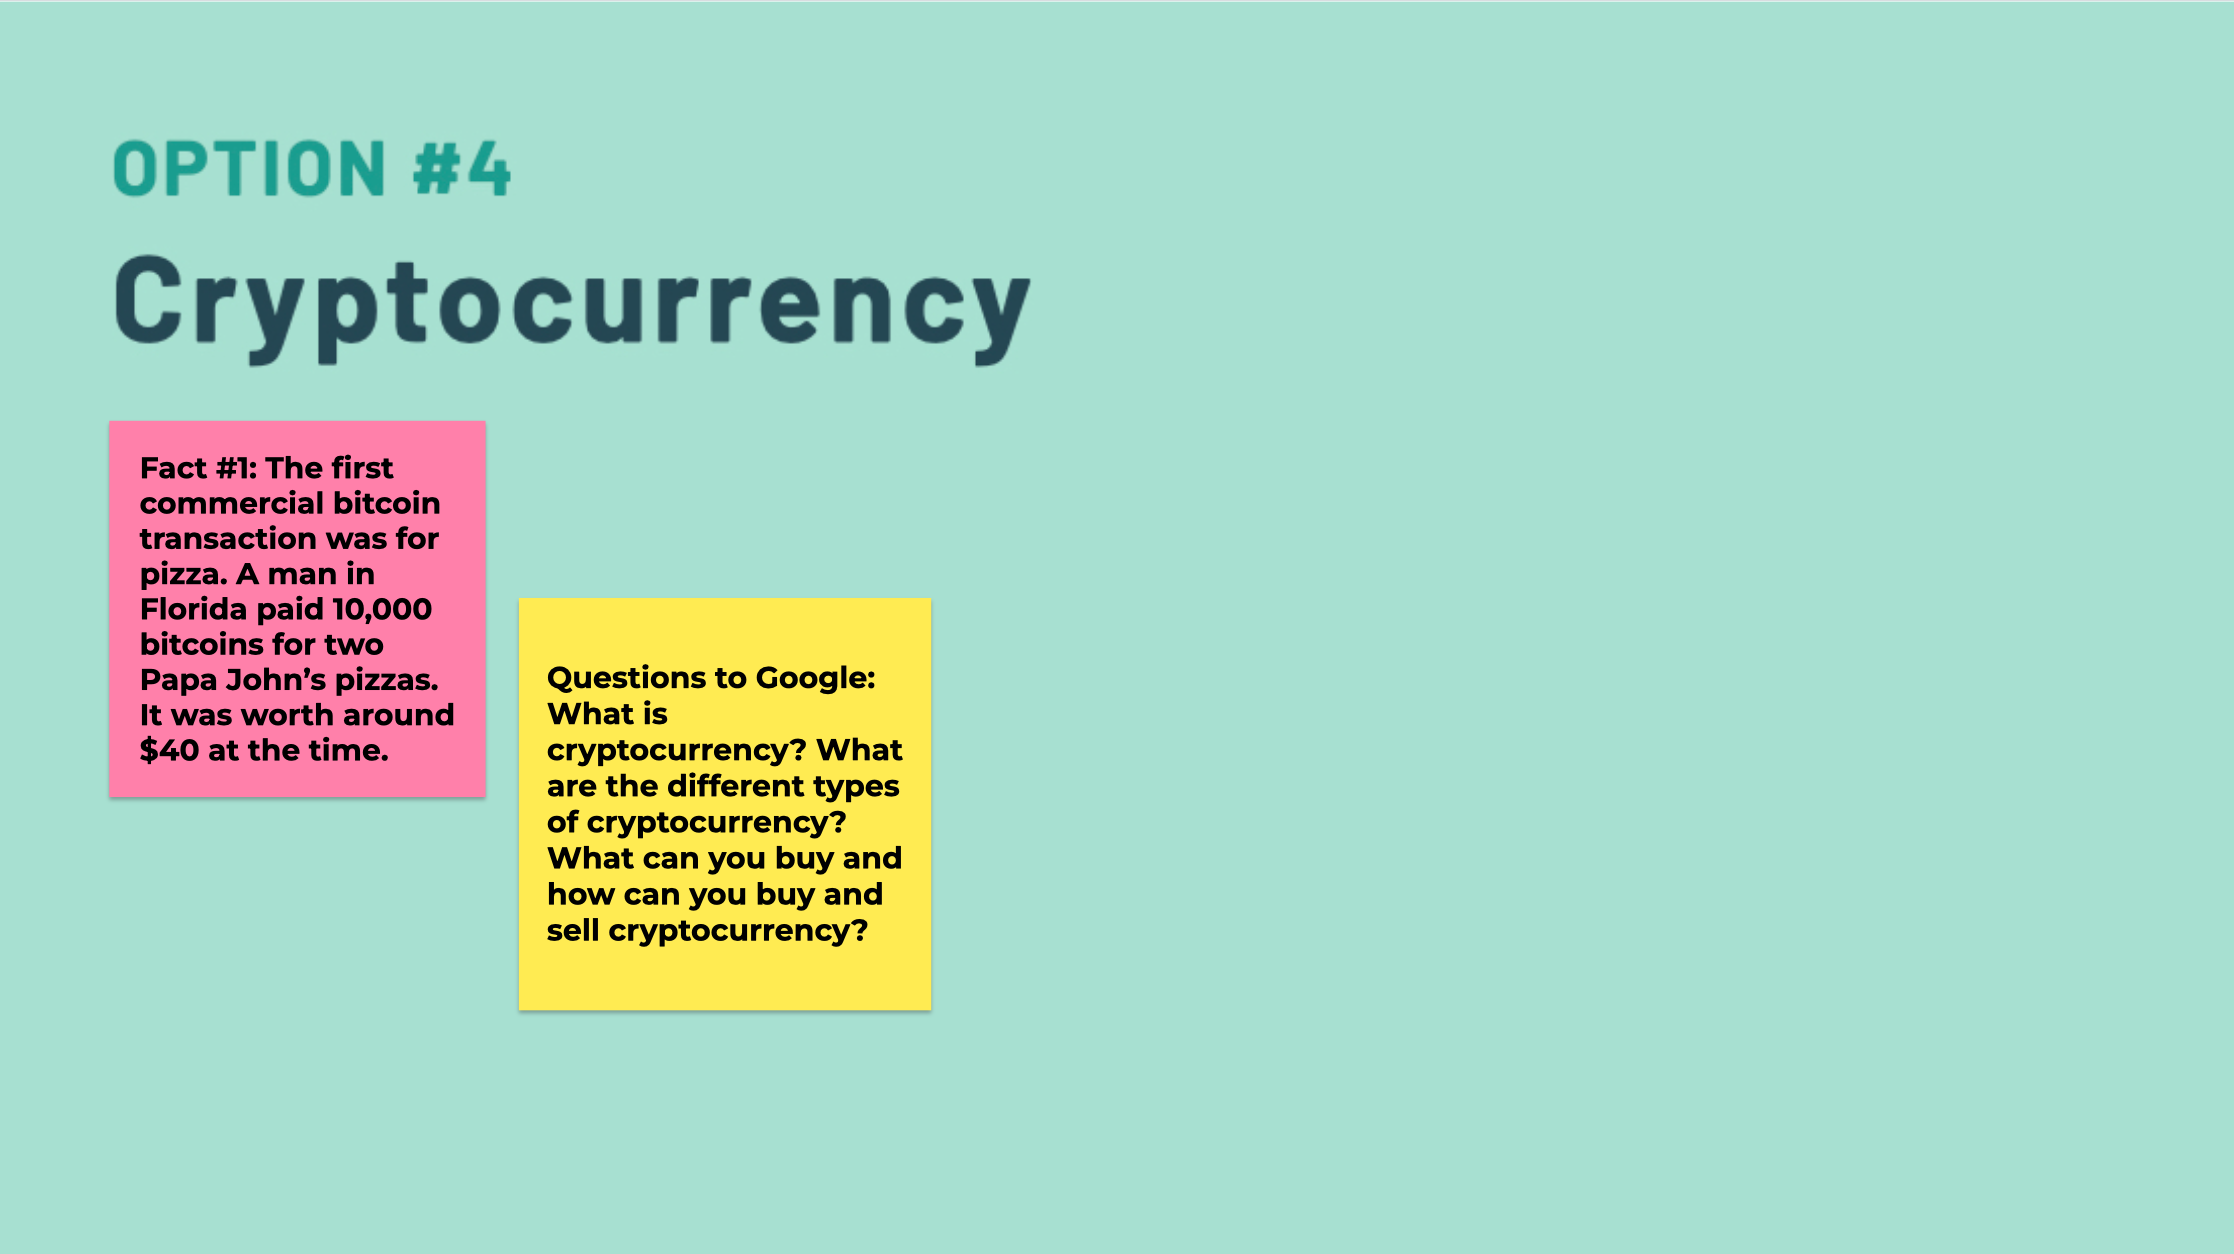 OPTION #4
Cryptocurrency
Fact #1: The first
commercial bitcoin
transaction was for
pizza. A man in
Florida paid 10,000
bitcoins for two
Papa John’s pizzas.
It was worth around
$40 at the time.
Questions to Google:
What is
cryptocurrency? What
are the different types
of cryptocurrency?
What can you buy and
how can you buy and
sell cryptocurrency?